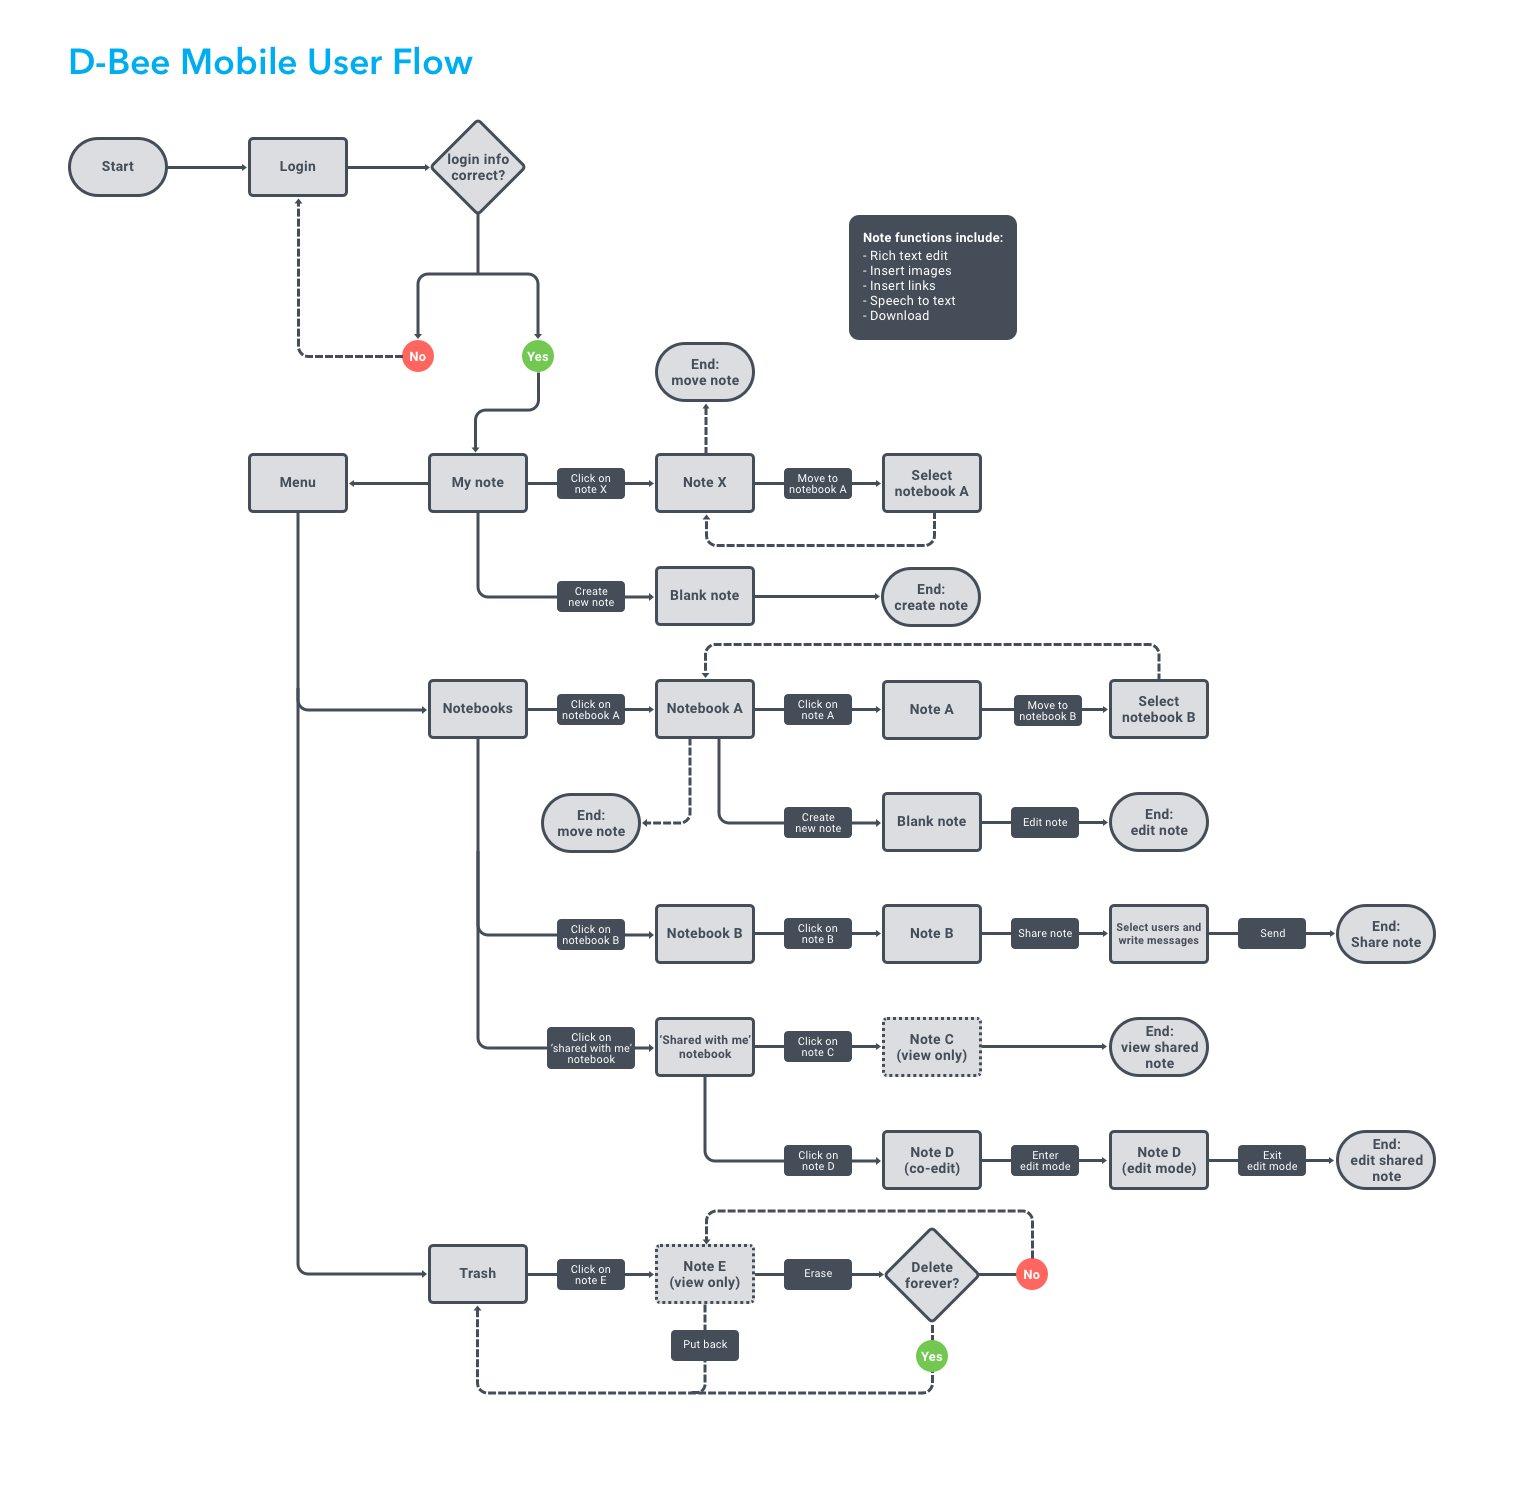 D-Bee Mobile User Flow
Start
Login
login info
correct?
Note functions include:
- Rich text edit
- Insert images
- Insert links
- Speech to text
- Download
No
Yes
End:
move note
Menu
My note
Click on
note X
Note X
Move to
notebook A
Select
notebook A
Create
new note
Blank note
End:
create note
Notebooks
Click on
notebook A
Notebook A
Click on
note A
Note A
Move to
notebook B
Select
notebook B
End:
move note
Create
new note
Blank note
Edit note
End:
edit note
Click on
notebook B
Notebook B
Click on
note B
Note B
Share note
Select users and
write messages
Send
End:
Share note
Click on
'shared with me'
notebook
'Shared with me'
notebook
Click on
note C
Note C
(view only)
End:
view shared
note
Click on
note D
Note D
(co-edit)
Enter
edit mode
Note D
(edit mode)
Exit
edit mode
End:
edit shared
note
Trash
Click on
note E
Note E
(view only)
Erase
Delete
forever?
No
Put back
Yes